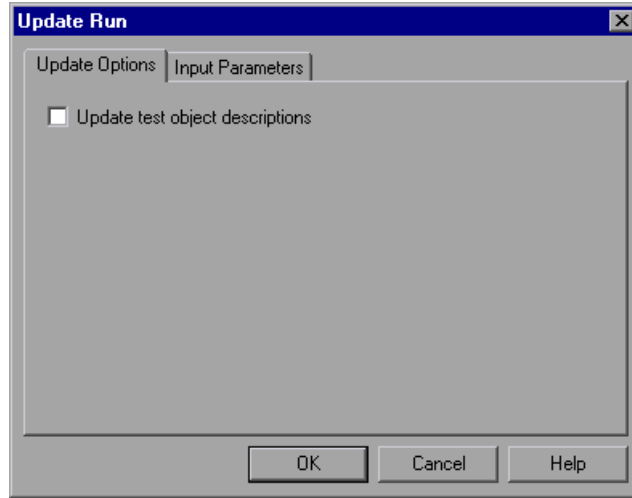 Update Run
Update Options
Input Parameters
Update test object descriptions
OK
Cancel
Help